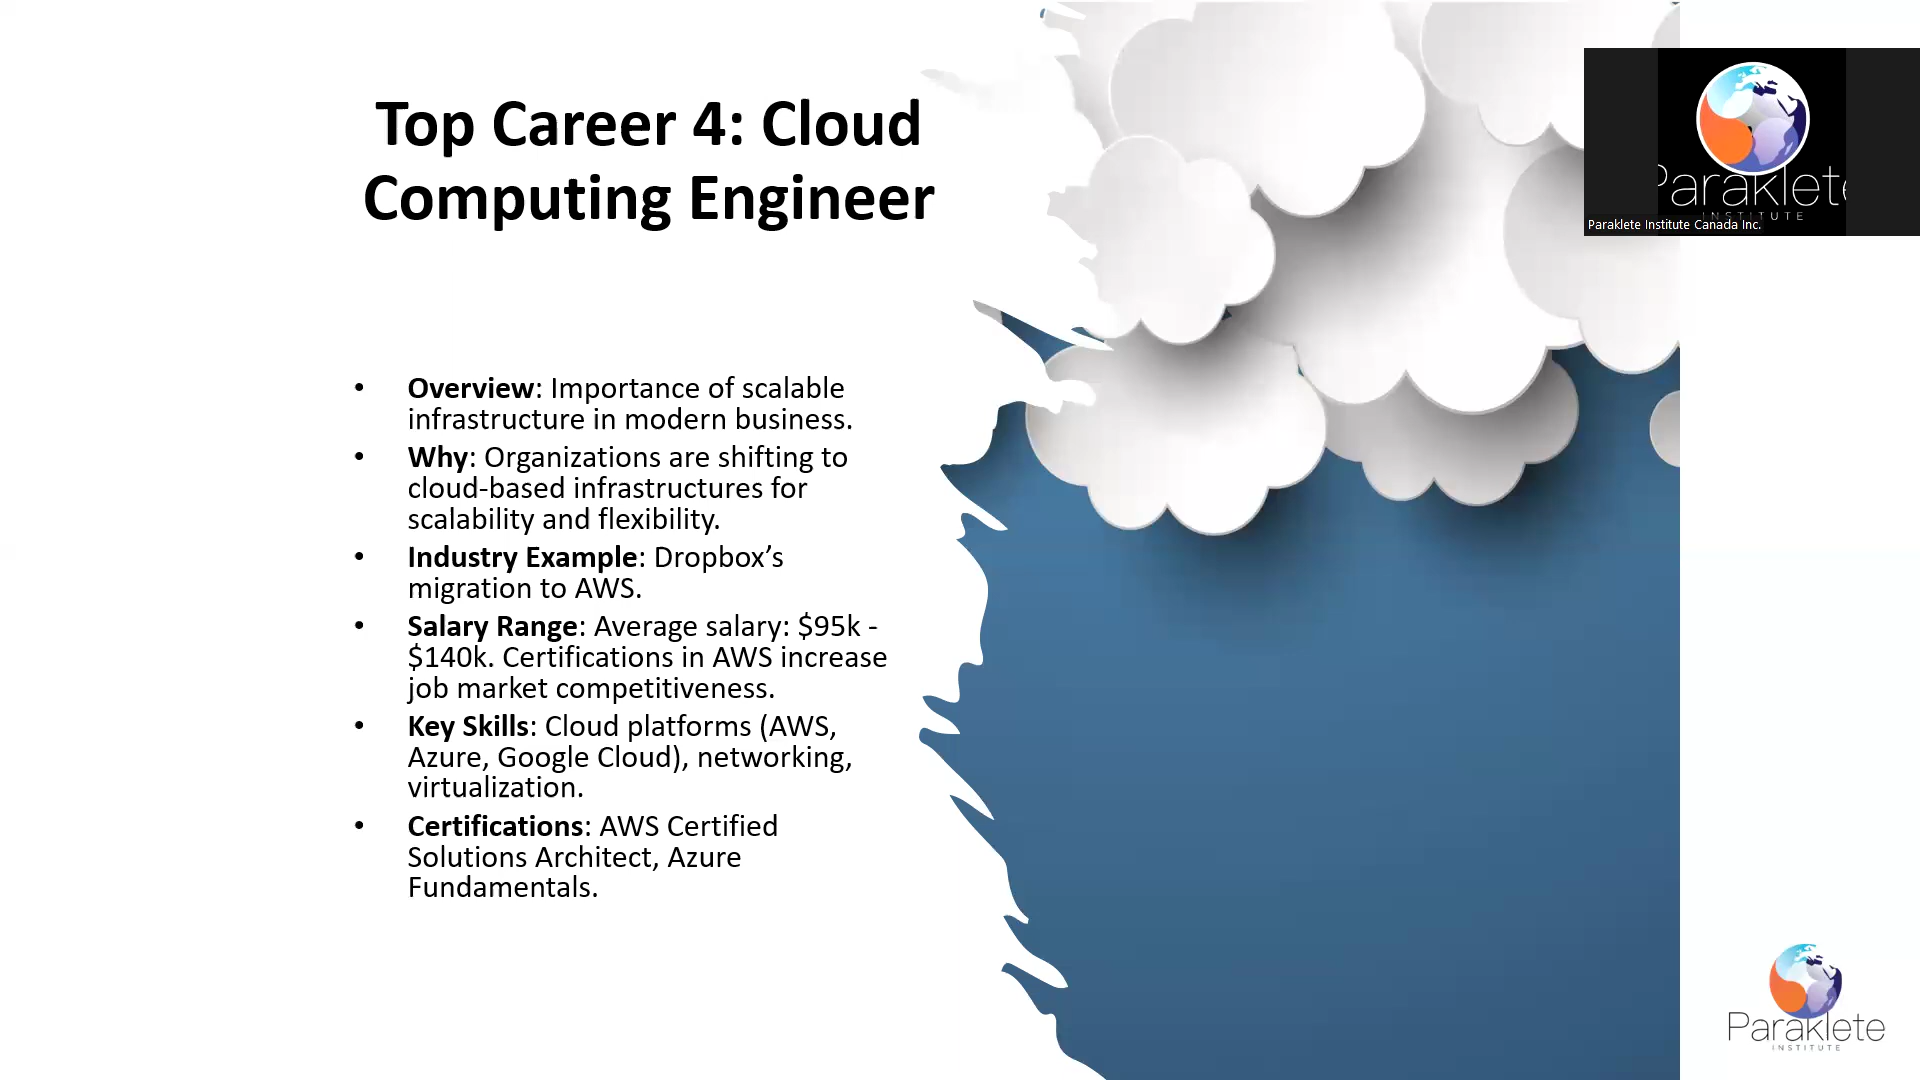 Top Career 4: Cloud
Computing Engineer
• Overview: Importance of scalable
infrastructure in modern business.
• Why: Organizations are shifting to
cloud-based infrastructures for
scalability and flexibility.
• Industry Example: Dropbox’s
migration to AWS.
• Salary Range: Average salary: $95k -
$140k. Certifications in AWS increase
job market competitiveness.
• Key Skills: Cloud platforms (AWS,
Azure, Google Cloud), networking,
virtualization.
• Certifications: AWS Certified
Solutions Architect, Azure
Fundamentals.
Paraklete
INSTITUTE
Paraklete Institute Canada Inc.
Paraklete
INSTITUTE